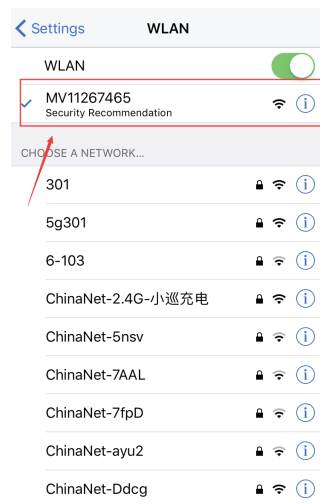 Settings
WLAN
WLAN
MV11267465
Security Recommendation
CHOOSE A NETWORK...
301
5g301
6-103
ChinaNet-2.4G-小巡充电
ChinaNet-5nsv
ChinaNet-7AAL
ChinaNet-7fpD
ChinaNet-ayu2
ChinaNet-Ddcg